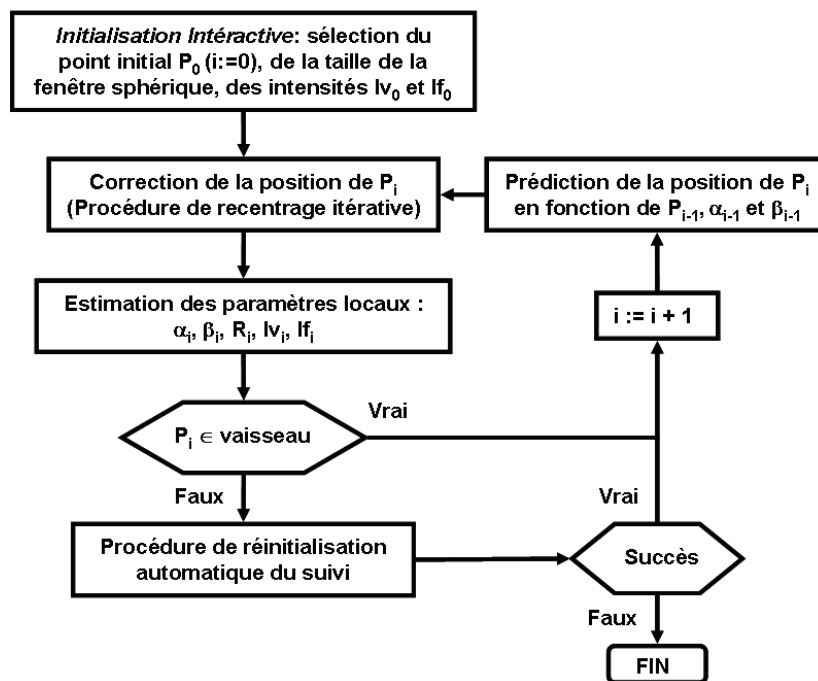 Initialisation Intéractive: sélection du
point initial P₀ (i:=0), de la taille de la
fenêtre sphérique, des intensités Iv₀ et If₀
Correction de la position de Pᵢ
(Procédure de recentrage itérative)
Prédiction de la position de Pᵢ
en fonction de Pᵢ₋₁, αᵢ₋₁ et βᵢ₋₁
Estimation des paramètres locaux :
αᵢ, βᵢ, Rᵢ, Ivᵢ, Ifᵢ
i := i + 1
Pᵢ ∈ vaisseau
Vrai
Faux
Vrai
Procédure de réinitialisation
automatique du suivi
Succès
Faux
FIN